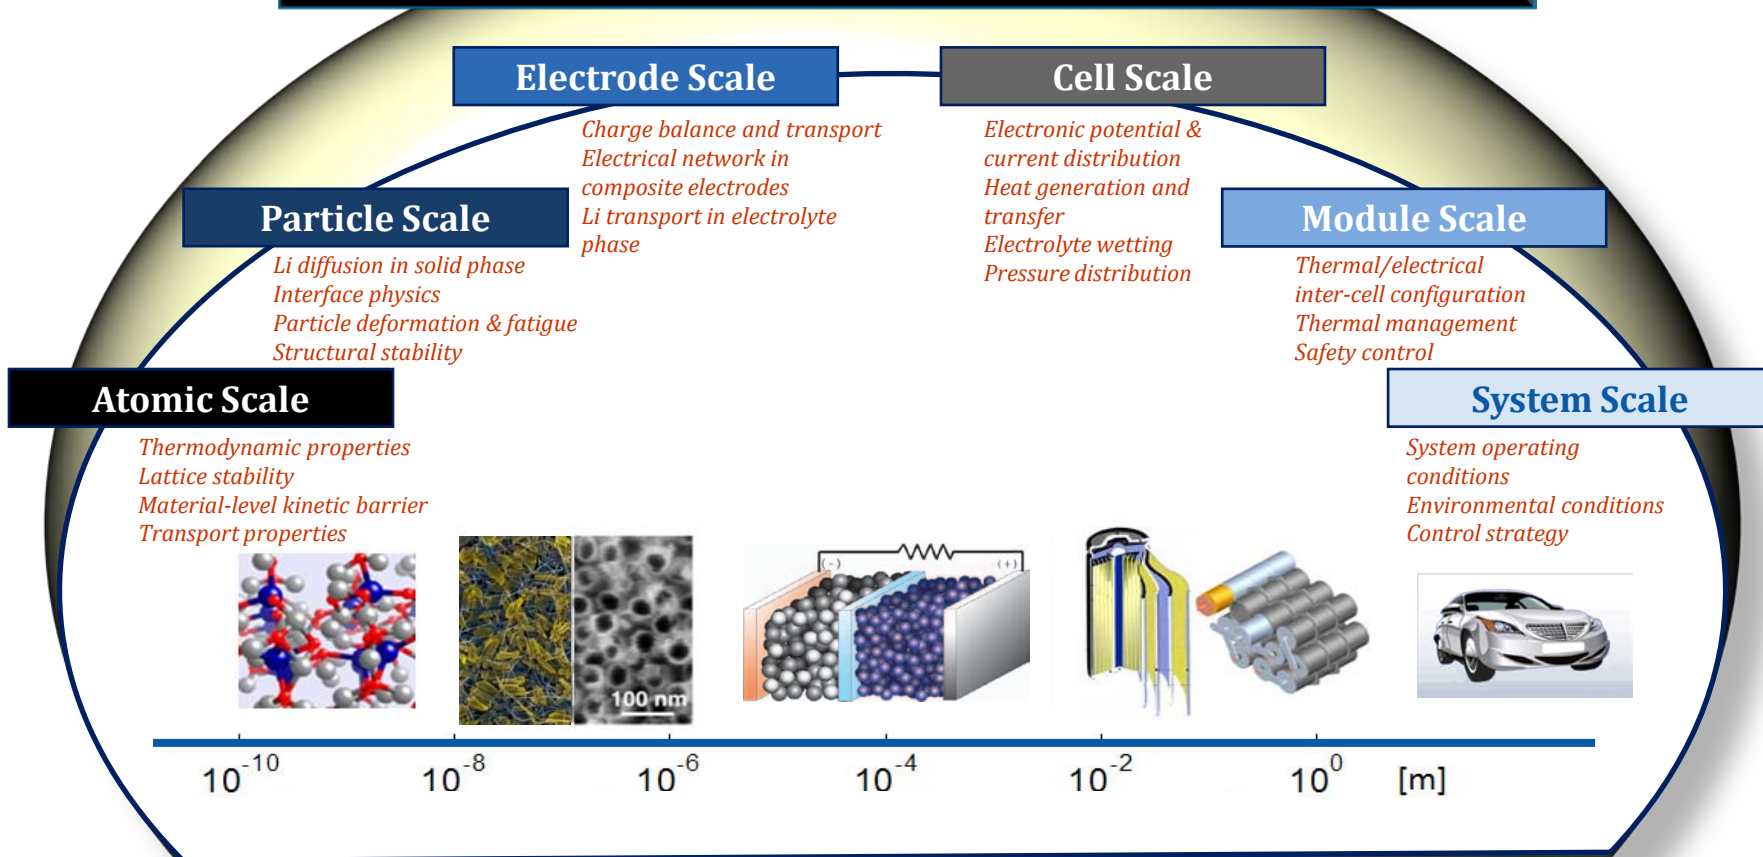 Electrode Scale
Charge balance and transport
Electrical network in
composite electrodes
Li transport in electrolyte
phase
Cell Scale
Electronic potential &
current distribution
Heat generation and
transfer
Electrolyte wetting
Pressure distribution
Particle Scale
Li diffusion in solid phase
Interface physics
Particle deformation & fatigue
Structural stability
Module Scale
Thermal/electrical
inter-cell configuration
Thermal management
Safety control
Atomic Scale
Thermodynamic properties
Lattice stability
Material-level kinetic barrier
Transport properties
System Scale
System operating
conditions
Environmental conditions
Control strategy
100 nm
(-)
(+)
10^-10 10^-8 10^-6 10^-4 10^-2 10^0 [m]